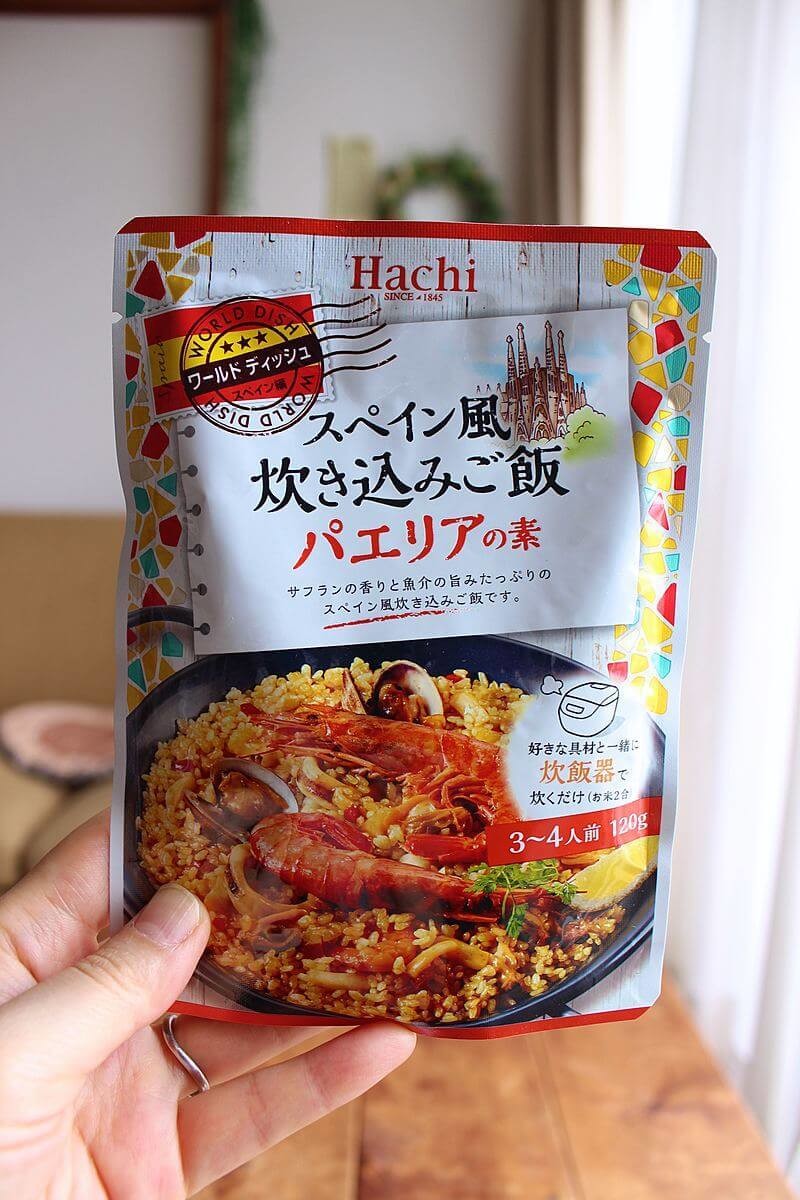 Hachi
SINCE 1845
Spain
WORLD DISH
ワールド ディッシュ
スペイン編
WORLD DISH
スペイン風
炊き込みご飯
パエリアの素
サフランの香りと魚介の旨みたっぷりの
スペイン風炊き込みご飯です。
好きな具材と一緒に
炊飯器で
炊くだけ(お米2合)
3〜4人前 120g